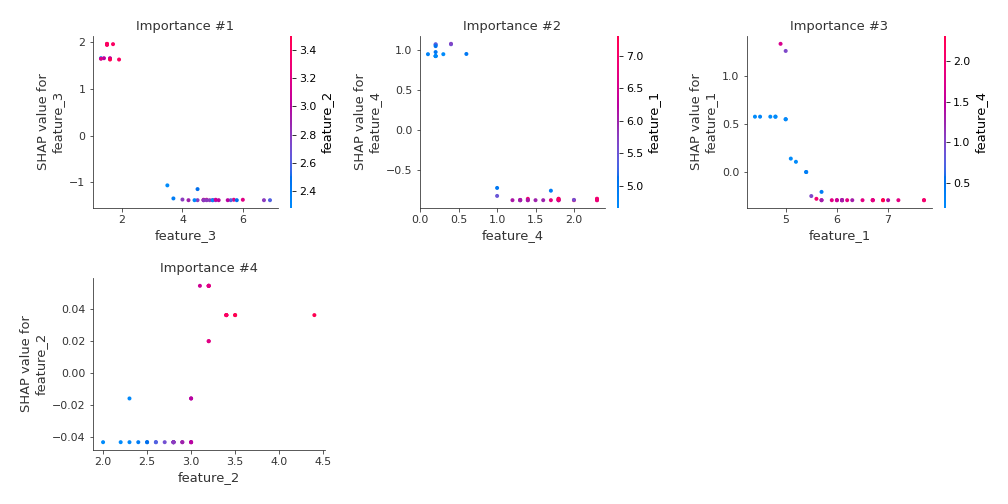 Importance #1
2
1
0
−1
SHAP value for
feature_3
2
4
6
feature_3
3.4
3.2
3.0
2.8
2.6
2.4
feature_2
Importance #2
1.0
0.5
0.0
−0.5
SHAP value for
feature_4
0.0
0.5
1.0
1.5
2.0
feature_4
7.0
6.5
6.0
5.5
5.0
feature_1
Importance #3
1.0
0.5
0.0
SHAP value for
feature_1
5
6
7
feature_1
2.0
1.5
1.0
0.5
feature_4
Importance #4
0.04
0.02
0.00
−0.02
−0.04
SHAP value for
feature_2
2.0
2.5
3.0
3.5
4.0
4.5
feature_2